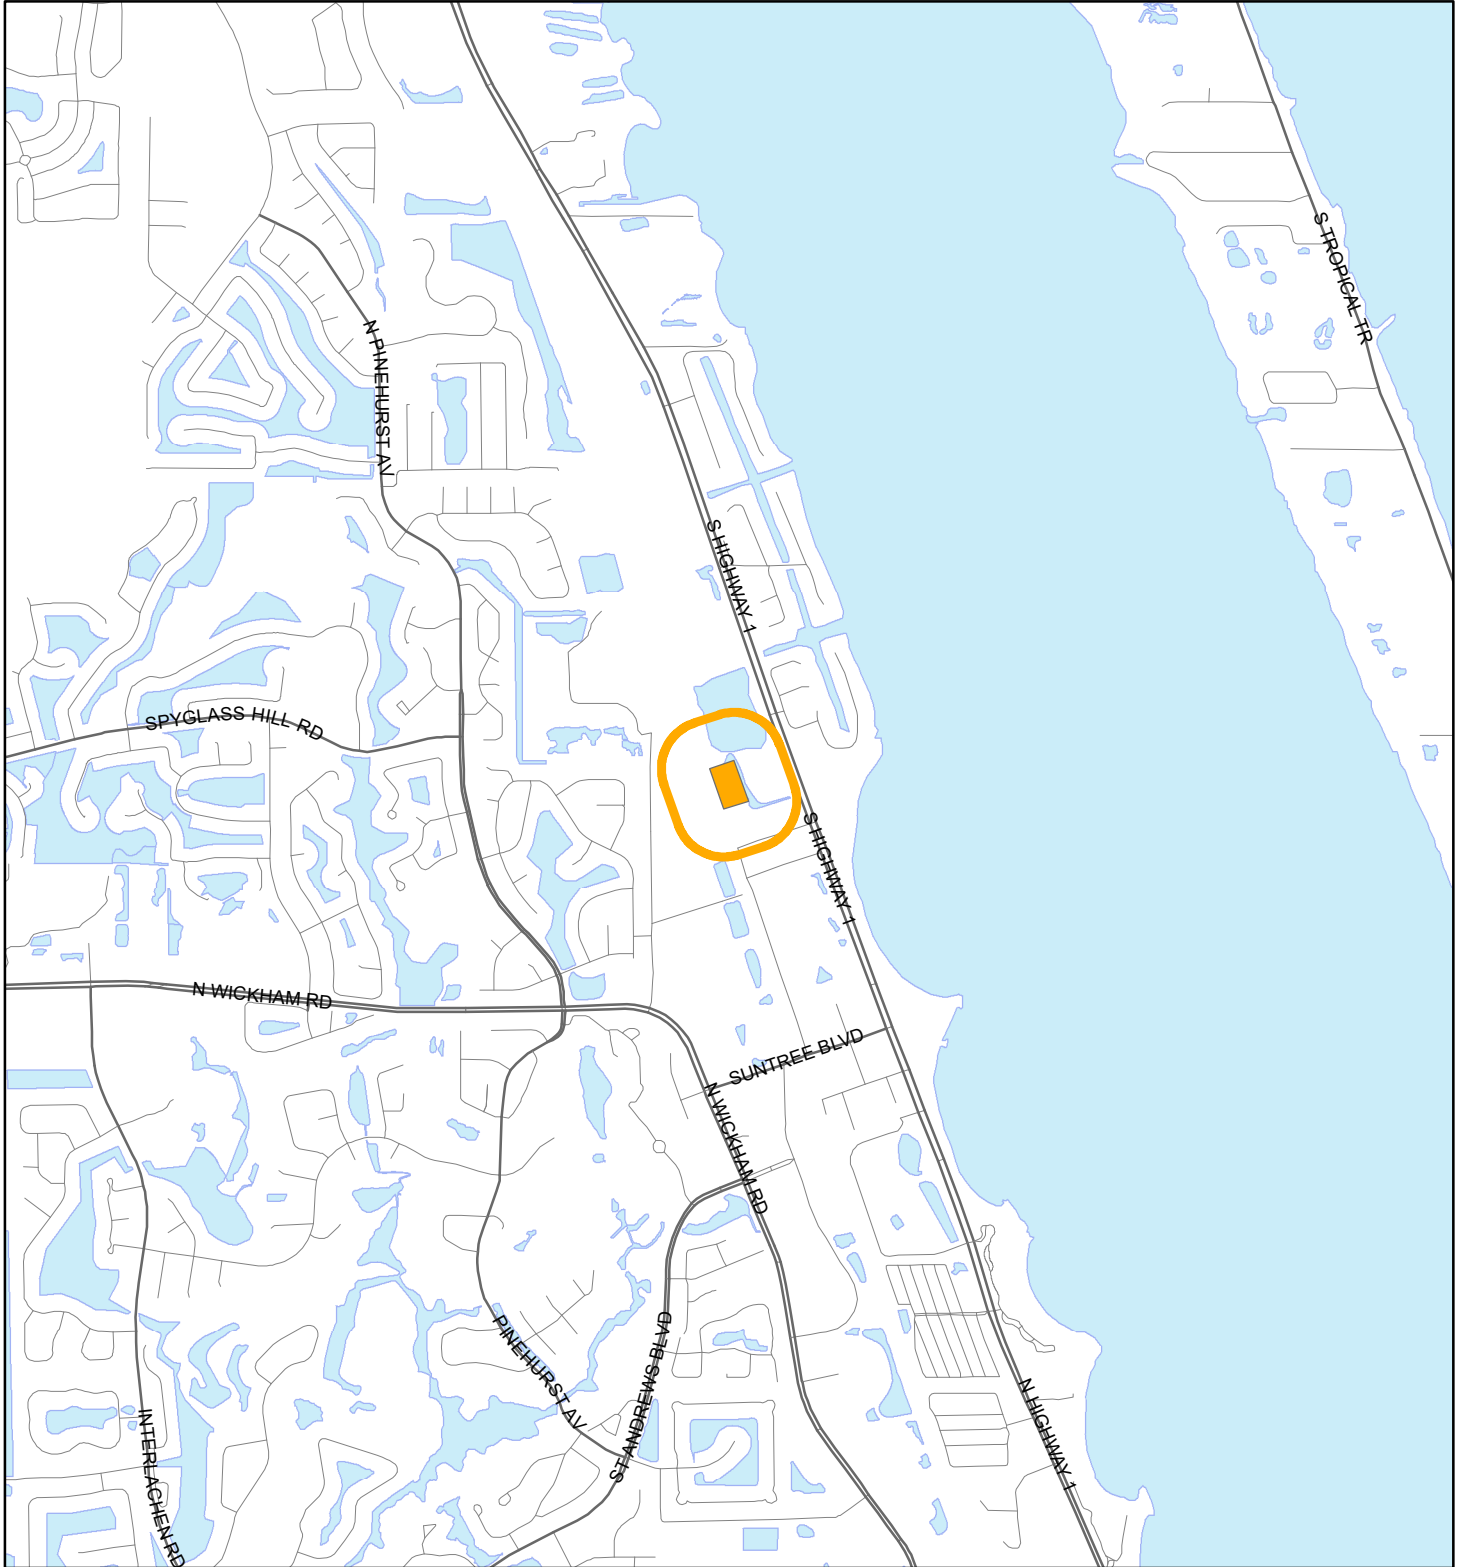 S TROPICAL TR
N PINEHURST AV
S HIGHWAY 1
SPYGLASS HILL RD
S HIGHWAY 1
N WICKHAM RD
SUNTREE BLVD
N WICKHAM RD
PINEHURST AV
ST ANDREWS BLVD
N HIGHWAY 1
INTERLACHEN RD